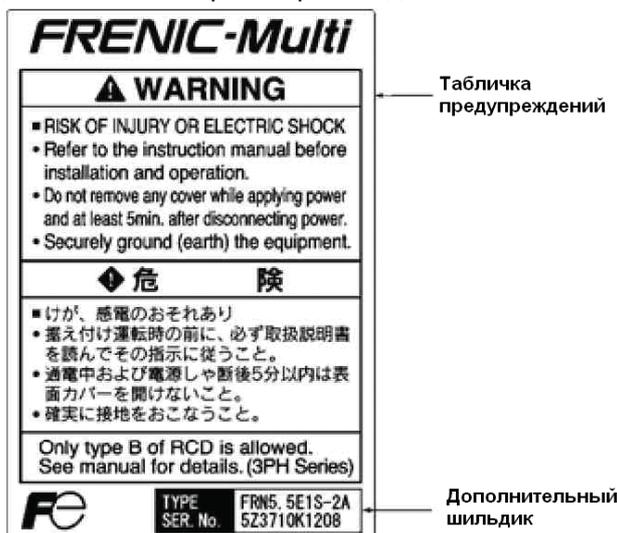 FRENIC-Multi
⚠ WARNING
■ RISK OF INJURY OR ELECTRIC SHOCK
• Refer to the instruction manual before
installation and operation.
• Do not remove any cover while applying power
and at least 5min. after disconnecting power.
• Securely ground (earth) the equipment.
危 険
■ けが、感電のおそれあり
• 据え付け運転時の前に、必ず取扱説明書
を読んでその指示に従うこと。
• 通電中および電源しゃ断後5分以内は表
面カバーを開けないこと。
• 確実に接地をおこなうこと。
Only type B of RCD is allowed.
See manual for details. (3PH Series)
Fe
TYPE FRN5. 5E1S-2A
SER. No. 5Z3710K1208
Табличка
предупреждений
Дополнительный
шильдик